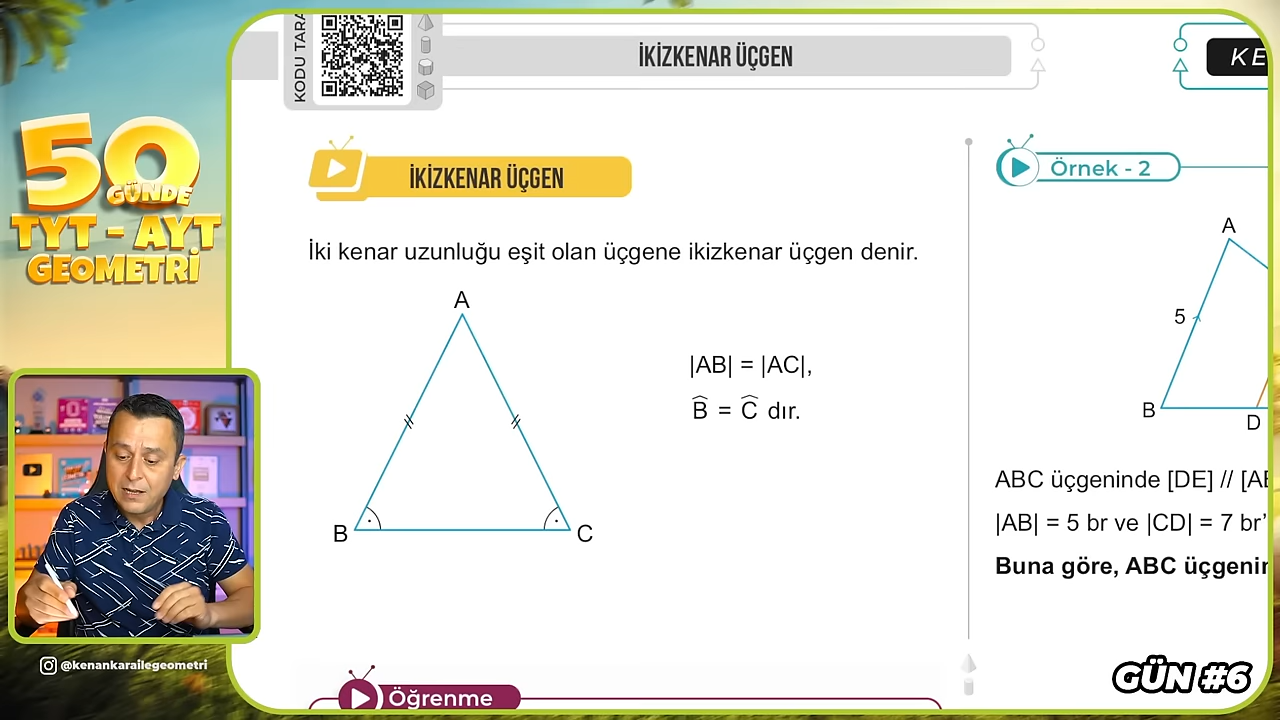 50
GÜNDE
TYT - AYT
GEOMETRİ
@kenankarailegeometri
KODU TARA
İKİZKENAR ÜÇGEN
KE
İKİZKENAR ÜÇGEN
İki kenar uzunluğu eşit olan üçgene ikizkenar üçgen denir.
A
B
C
|AB| = |AC|,
B̂ = Ĉ dır.
Öğrenme
Örnek - 2
A
5
B
D
ABC üçgeninde [DE] // [AB
|AB| = 5 br ve |CD| = 7 br'
Buna göre, ABC üçgenin
GÜN #6